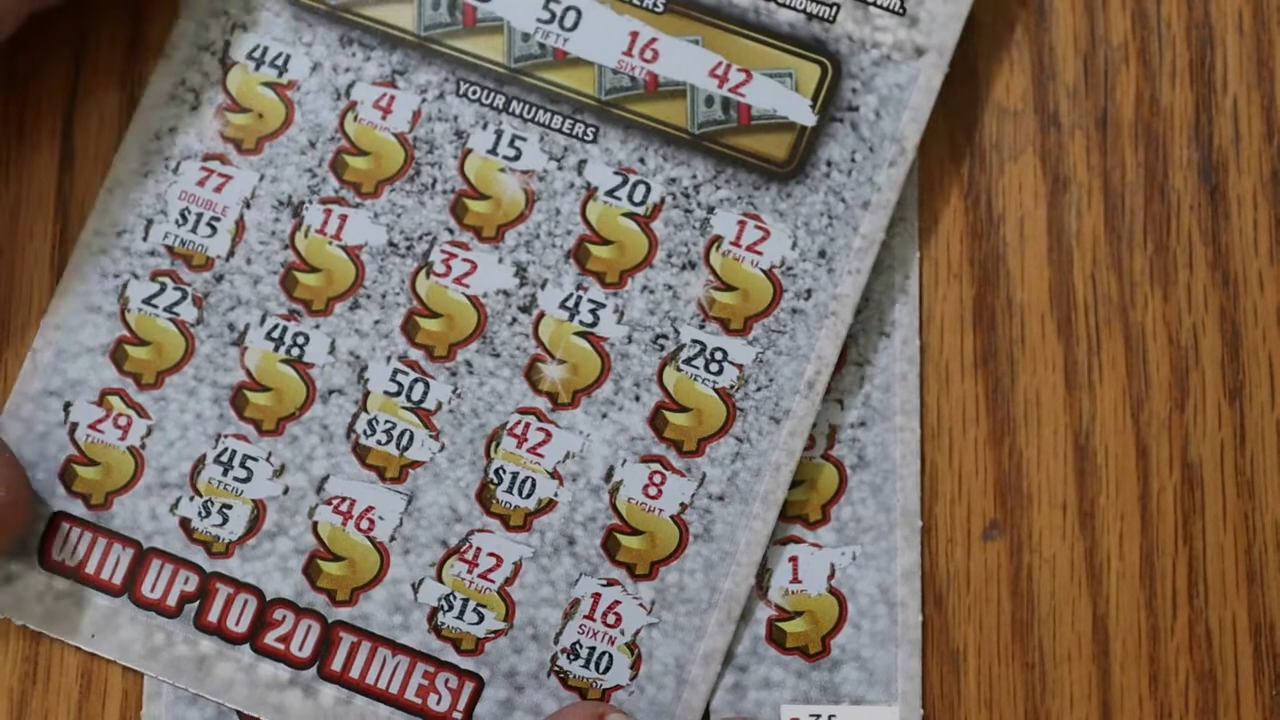 50 16 42
FIFTY
YOUR NUMBERS
44 4 15 20 12
77 11 32 43 28
DOUBLE
$15
22 48 50 42 8
$30 $10
29 45 46 42 16
SIXTN
$5 $15 $10
WIN UP TO 20 TIMES!
1